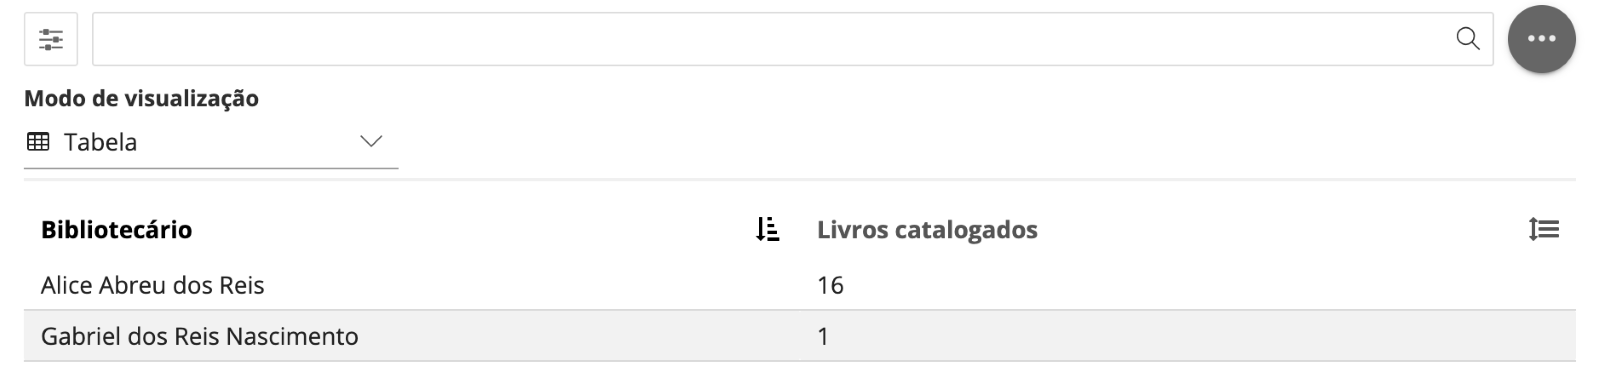 Modo de visualização
Tabela
Bibliotecário Livros catalogados
Alice Abreu dos Reis 16
Gabriel dos Reis Nascimento 1